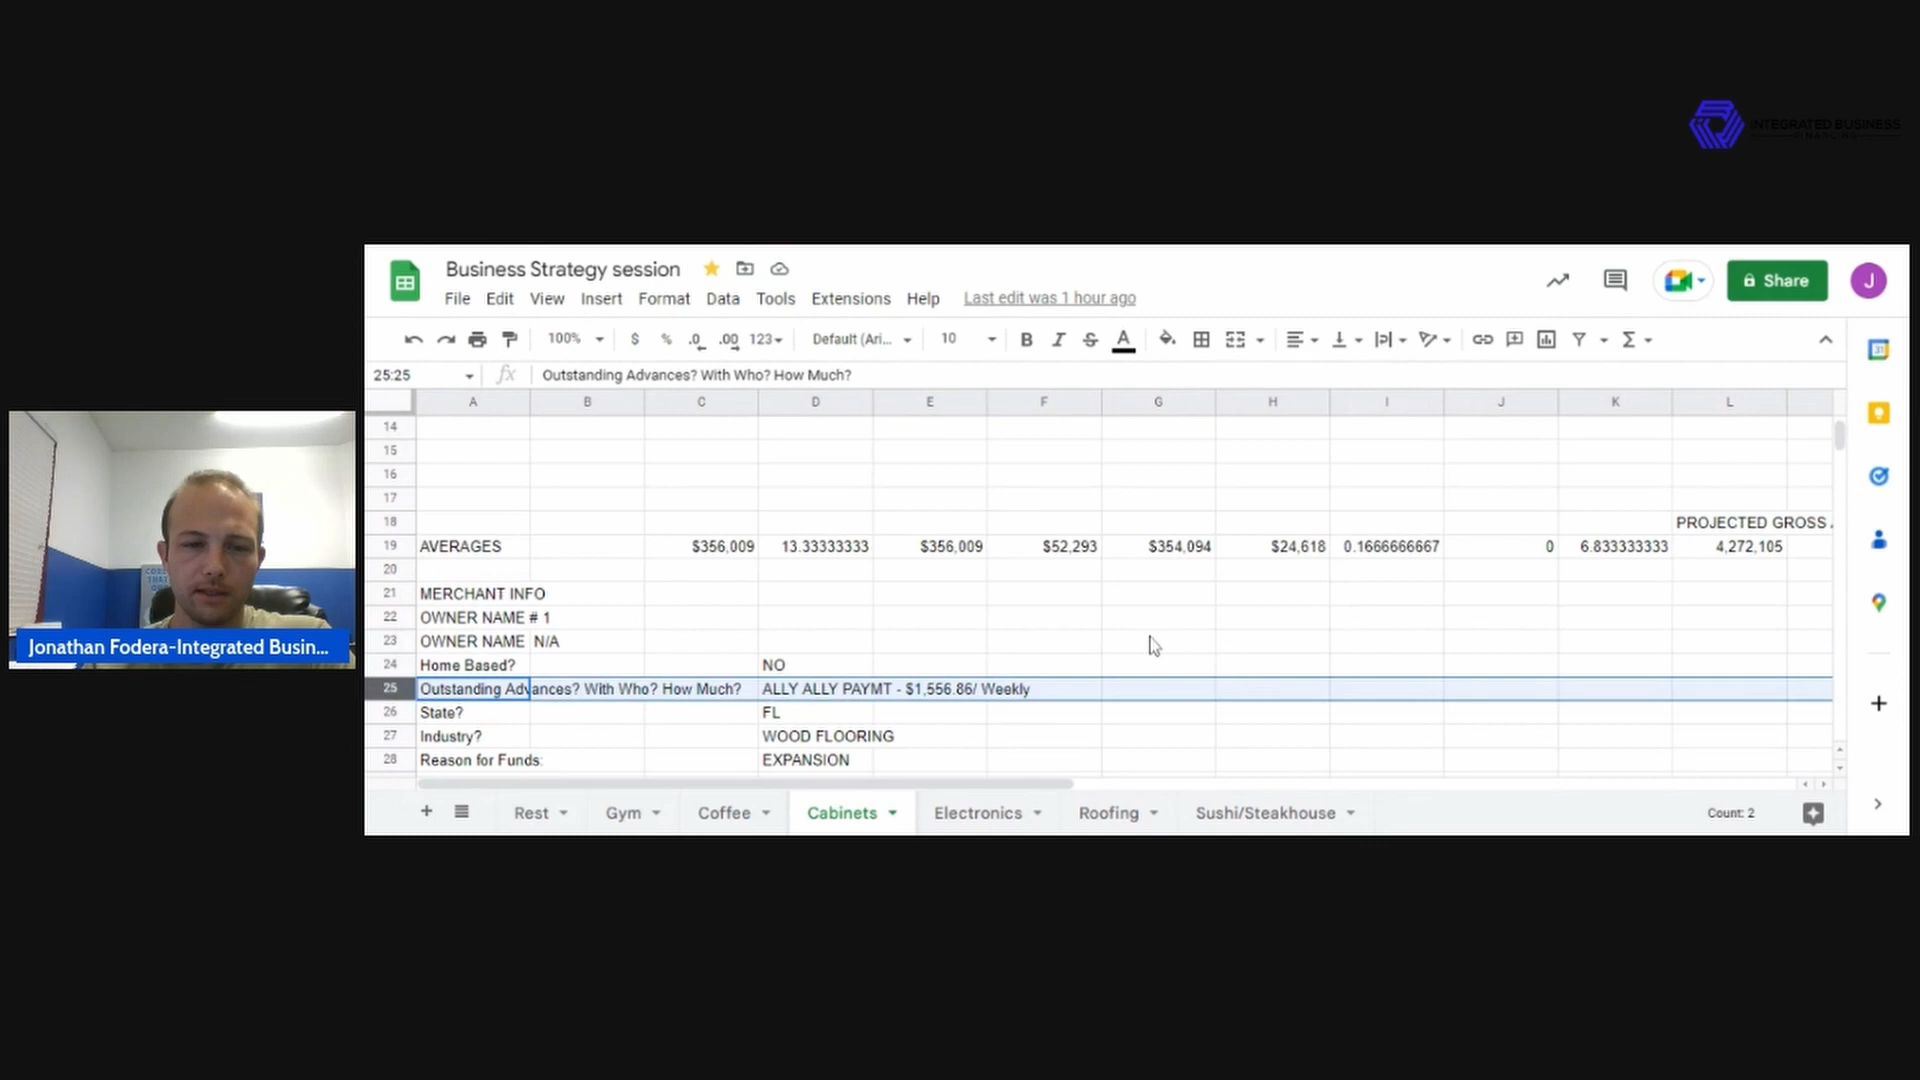 INTEGRATED BUSINESS
FINANCING
Business Strategy session
File Edit View Insert Format Data Tools Extensions Help Last edit was 1 hour ago
Share
J
100% $ % .0 .00 123 Default (Ari... 10 B I S A
25:25 fx Outstanding Advances? With Who? How Much?
A B C D E F G H I J K L
14
15
16
17
18 PROJECTED GROSS
19 AVERAGES $356,009 13.33333333 $356,009 $52,293 $354,094 $24,618 0.1666666667 0 6.833333333 4,272,105
20
21 MERCHANT INFO
22 OWNER NAME # 1
23 OWNER NAME N/A
24 Home Based? NO
25 Outstanding Advances? With Who? How Much? ALLY ALLY PAYMT - $1,556.86/ Weekly
26 State? FL
27 Industry? WOOD FLOORING
28 Reason for Funds: EXPANSION
Rest Gym Coffee Cabinets Electronics Roofing Sushi/Steakhouse Count: 2
31
Jonathan Fodera-Integrated Busin...